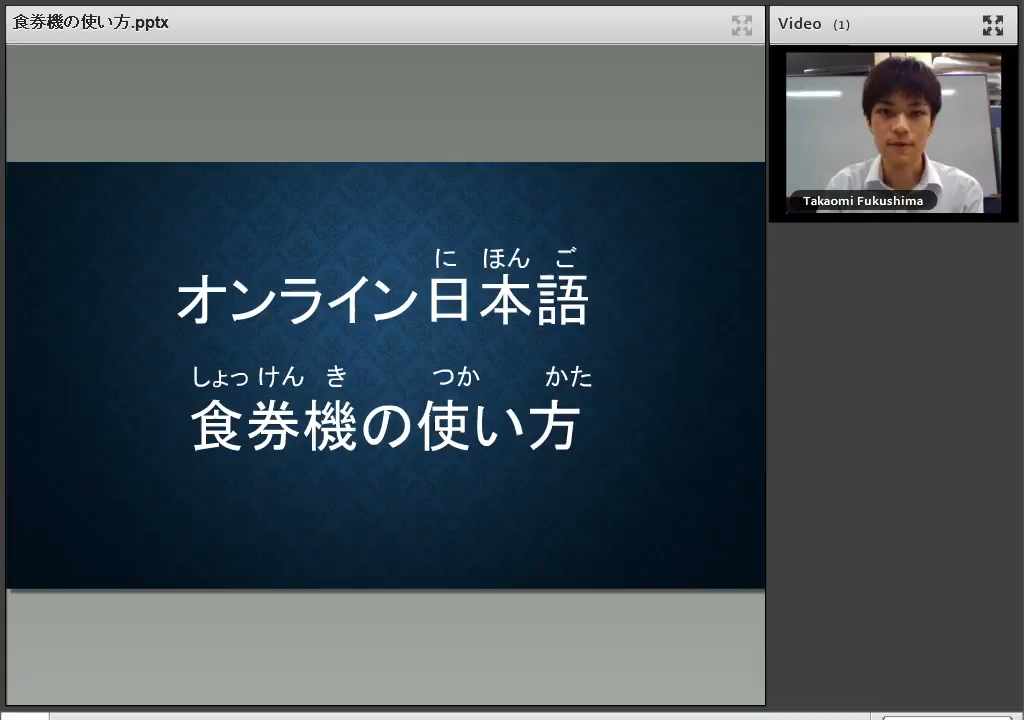 食券機の使い方.pptx
Video (1)
Takaomi Fukushima
に ほん ご
オンライン日本語
しょっ けん き つか かた
食券機の使い方